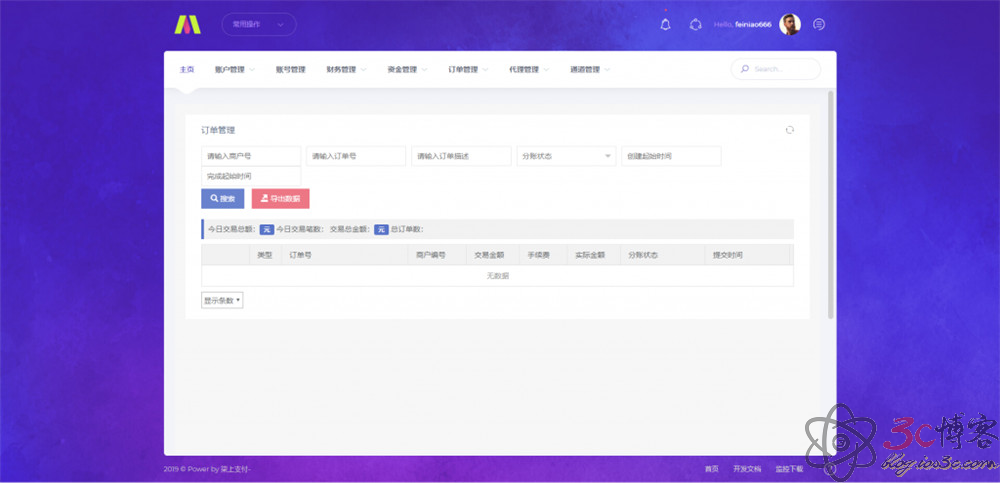 常用操作 Hello, feiniao666
主页 账户管理 账号管理 财务管理 资金管理 订单管理 代理管理 通道管理 Search...
订单管理
请输入商户号 请输入订单号 请输入订单描述 分账状态 创建起始时间
完成起始时间
搜索 导出数据
今日交易总额： 元 今日交易笔数： 交易总金额： 元 总订单数：
类型 订单号 商户编号 交易金额 手续费 实际金额 分账状态 提交时间
无数据
显示条数
2019 © Power by 梁上支付- 首页 开发文档 监控下载
3c博客
blog.ios3c.com